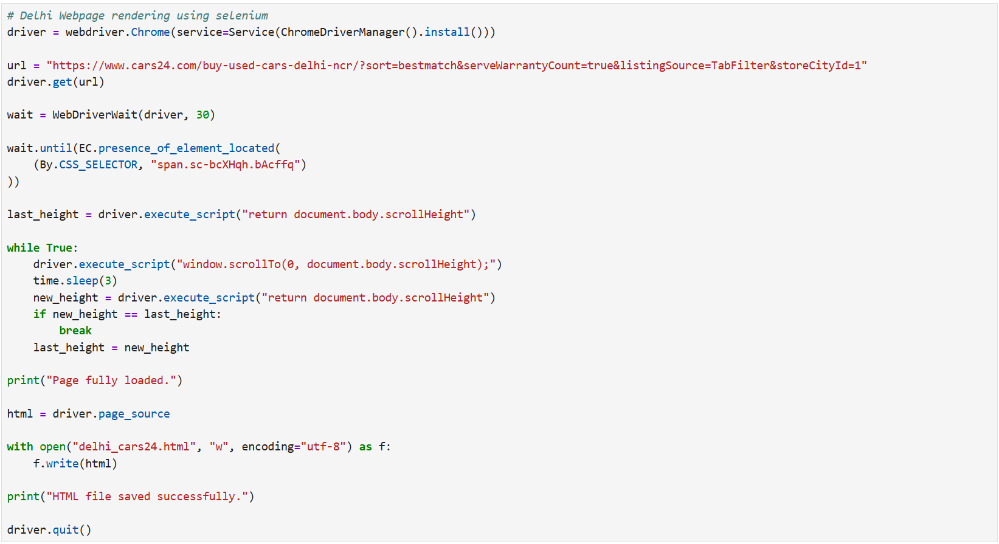 # Delhi Webpage rendering using selenium
driver = webdriver.Chrome(service=Service(ChromeDriverManager().install()))
url = "https://www.cars24.com/buy-used-cars-delhi-ncr/?sort=bestmatch&serveWarrantyCount=true&listingSource=TabFilter&storeCityId=1"
driver.get(url)
wait = WebDriverWait(driver, 30)
wait.until(EC.presence_of_element_located(
    (By.CSS_SELECTOR, "span.sc-bcXHqh.bAcffq")
))
last_height = driver.execute_script("return document.body.scrollHeight")
while True:
    driver.execute_script("window.scrollTo(0, document.body.scrollHeight);")
    time.sleep(3)
    new_height = driver.execute_script("return document.body.scrollHeight")
    if new_height == last_height:
        break
    last_height = new_height
print("Page fully loaded.")
html = driver.page_source
with open("delhi_cars24.html", "w", encoding="utf-8") as f:
    f.write(html)
print("HTML file saved successfully.")
driver.quit()